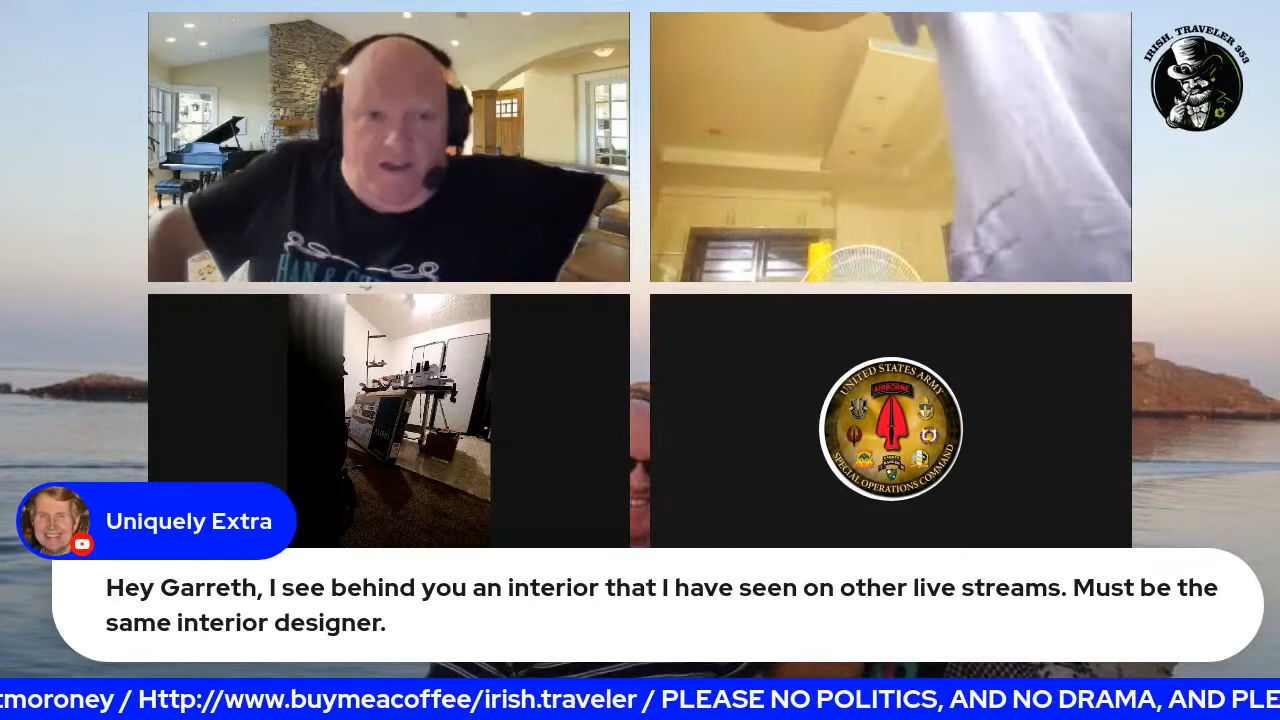 IRISH. TRAVELER 353
HAN &
UNITED STATES ARMY
AIRBORNE
SPECIAL OPERATIONS COMMAND
Uniquely Extra
Hey Garreth, I see behind you an interior that I have seen on other live streams. Must be the
same interior designer.
tmoroney / Http://www.buymeacoffee/irish.traveler / PLEASE NO POLITICS, AND NO DRAMA, AND PLE